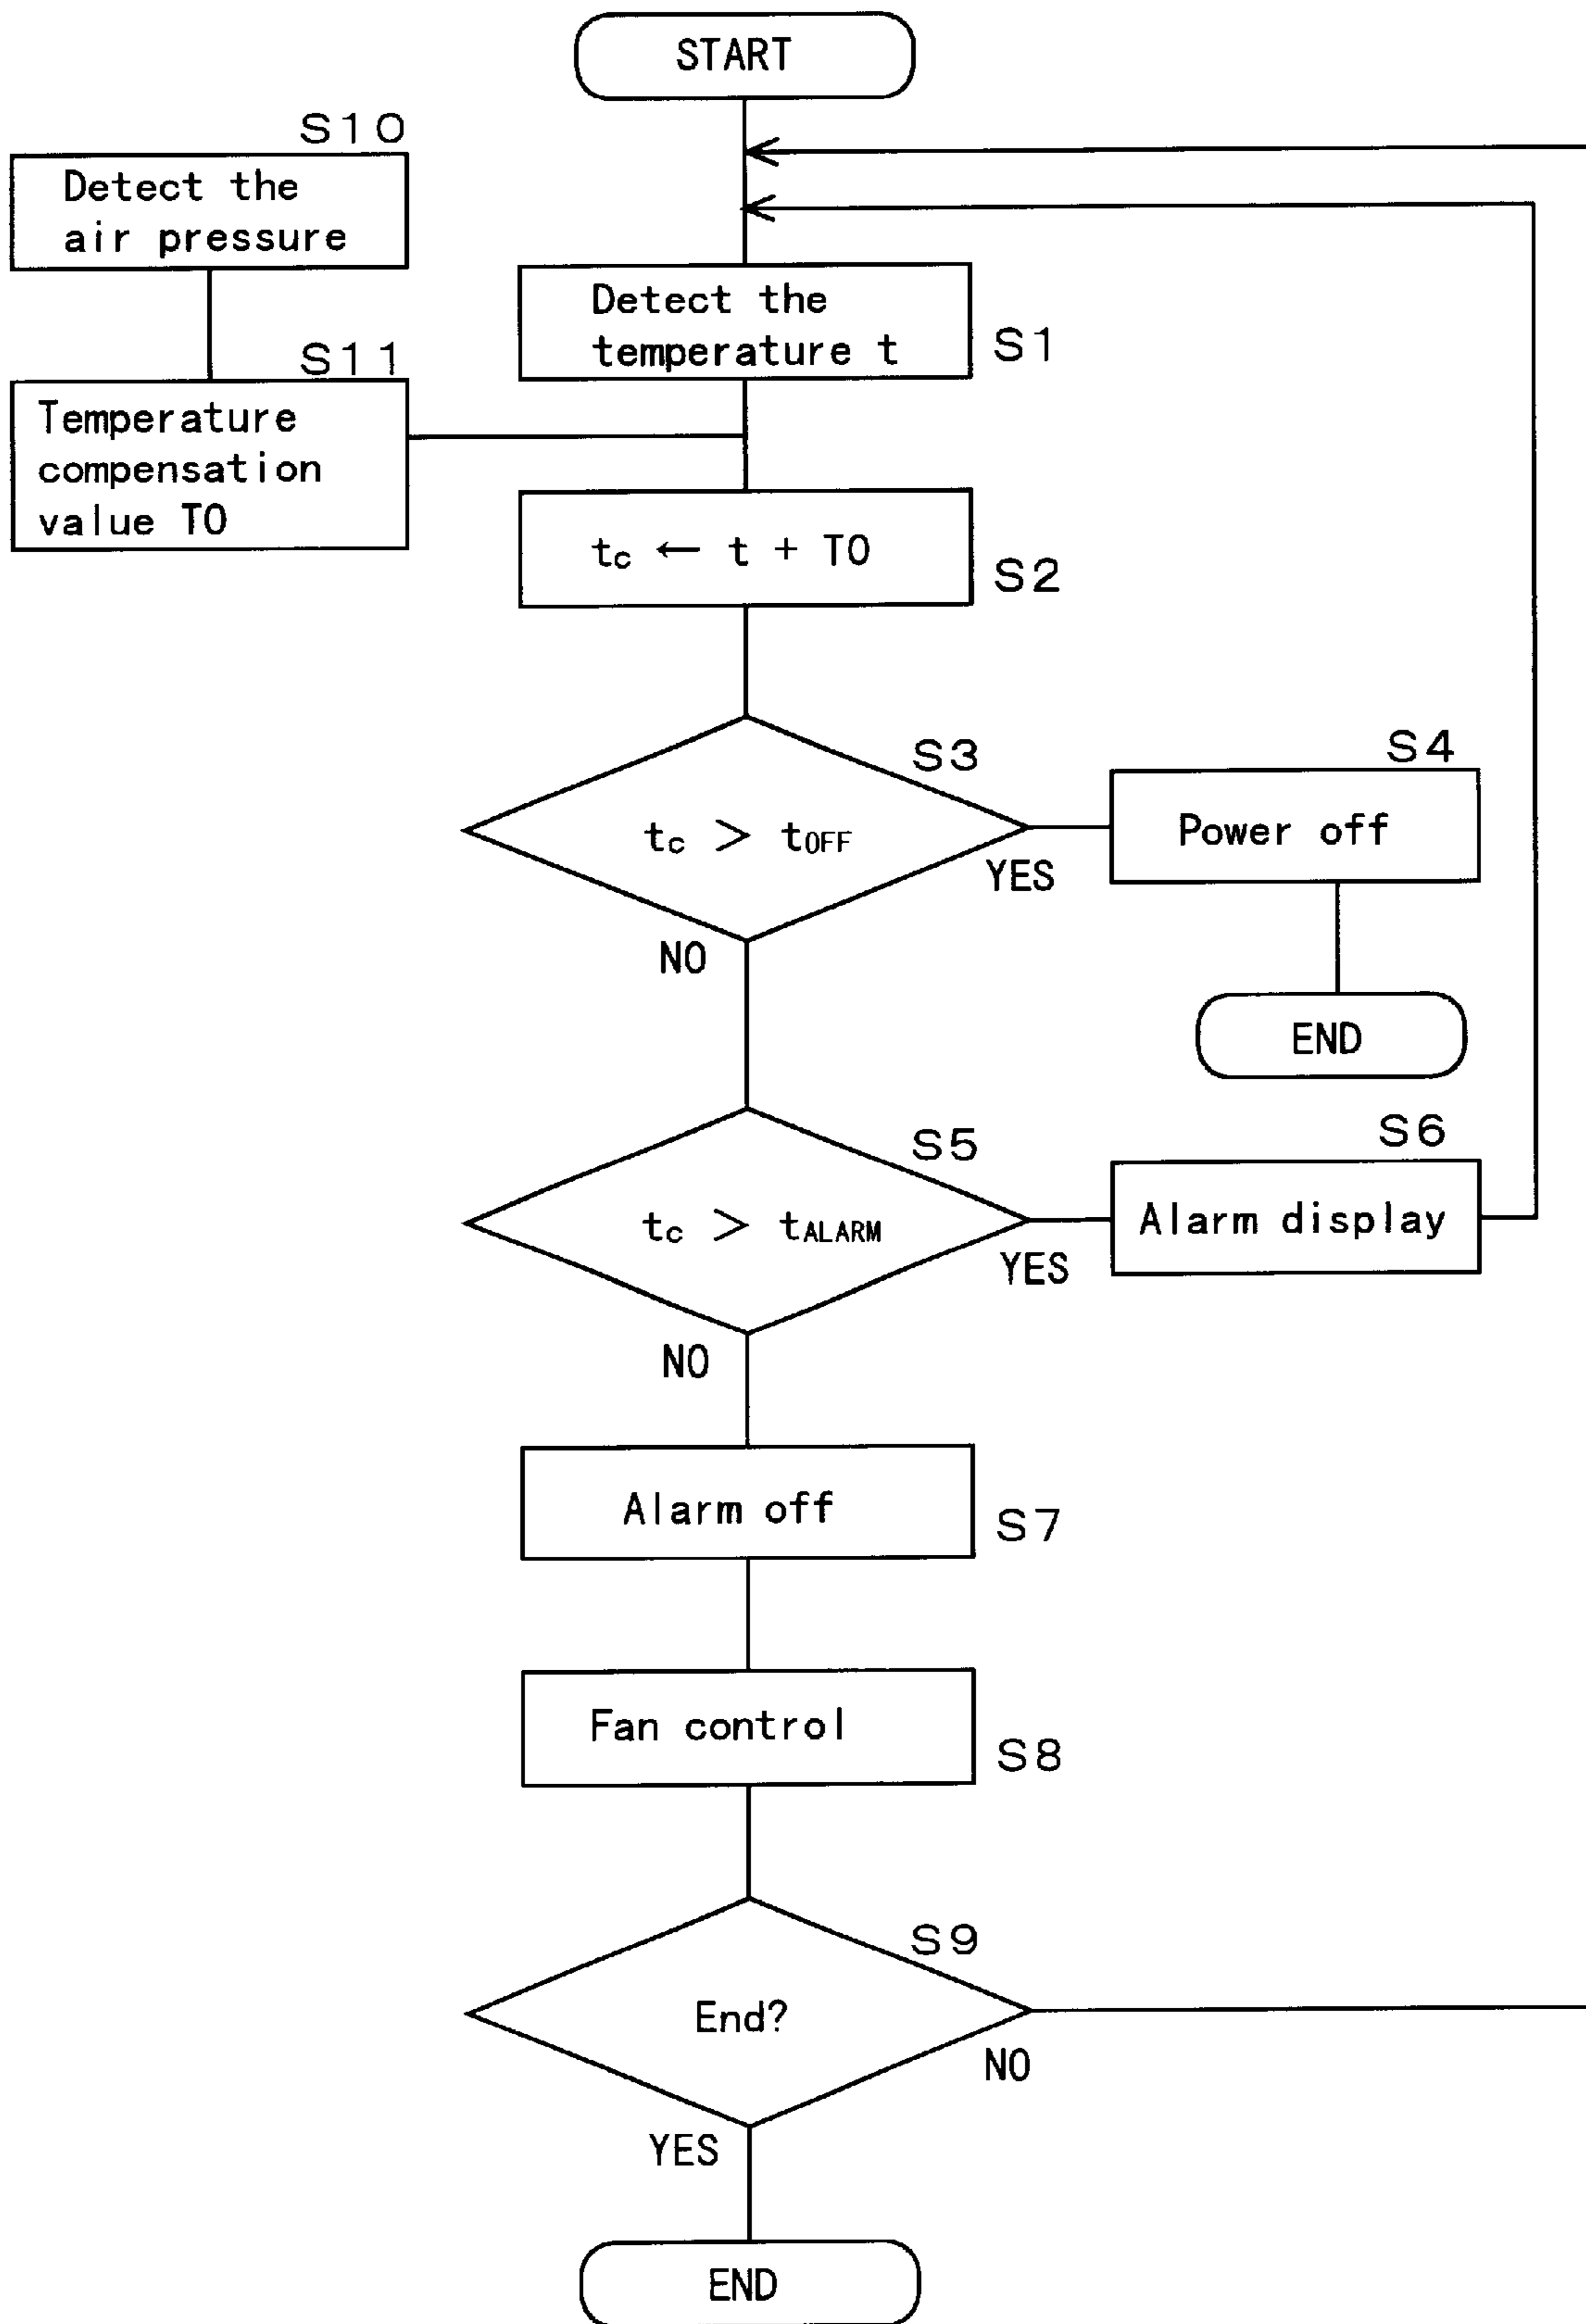 START
S10
Detect the
air pressure
Detect the
temperature t
S1
S11
Temperature
compensation
value TO
tc ← t + TO
S2
S3
tc > tOFF
YES
NO
S4
Power off
END
S5
tc > tALARM
YES
NO
S6
Alarm display
Alarm off
S7
Fan control
S8
S9
End?
NO
YES
END